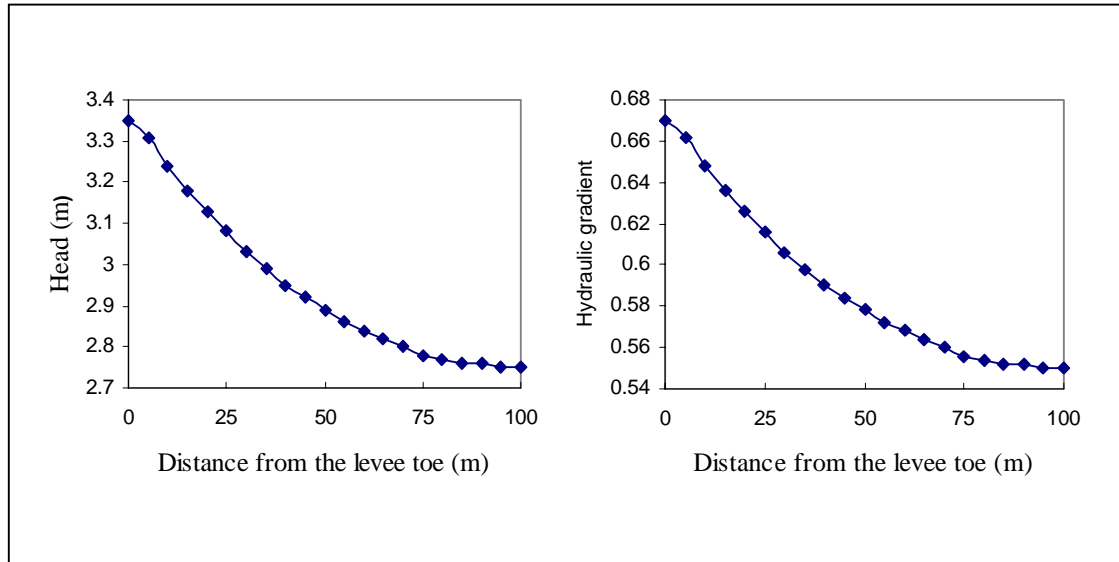 3.4
3.3
3.2
3.1
3
2.9
2.8
2.7
Head (m)
0 25 50 75 100
Distance from the levee toe (m)
0.68
0.66
0.64
0.62
0.6
0.58
0.56
0.54
Hydraulic gradient
0 25 50 75 100
Distance from the levee toe (m)